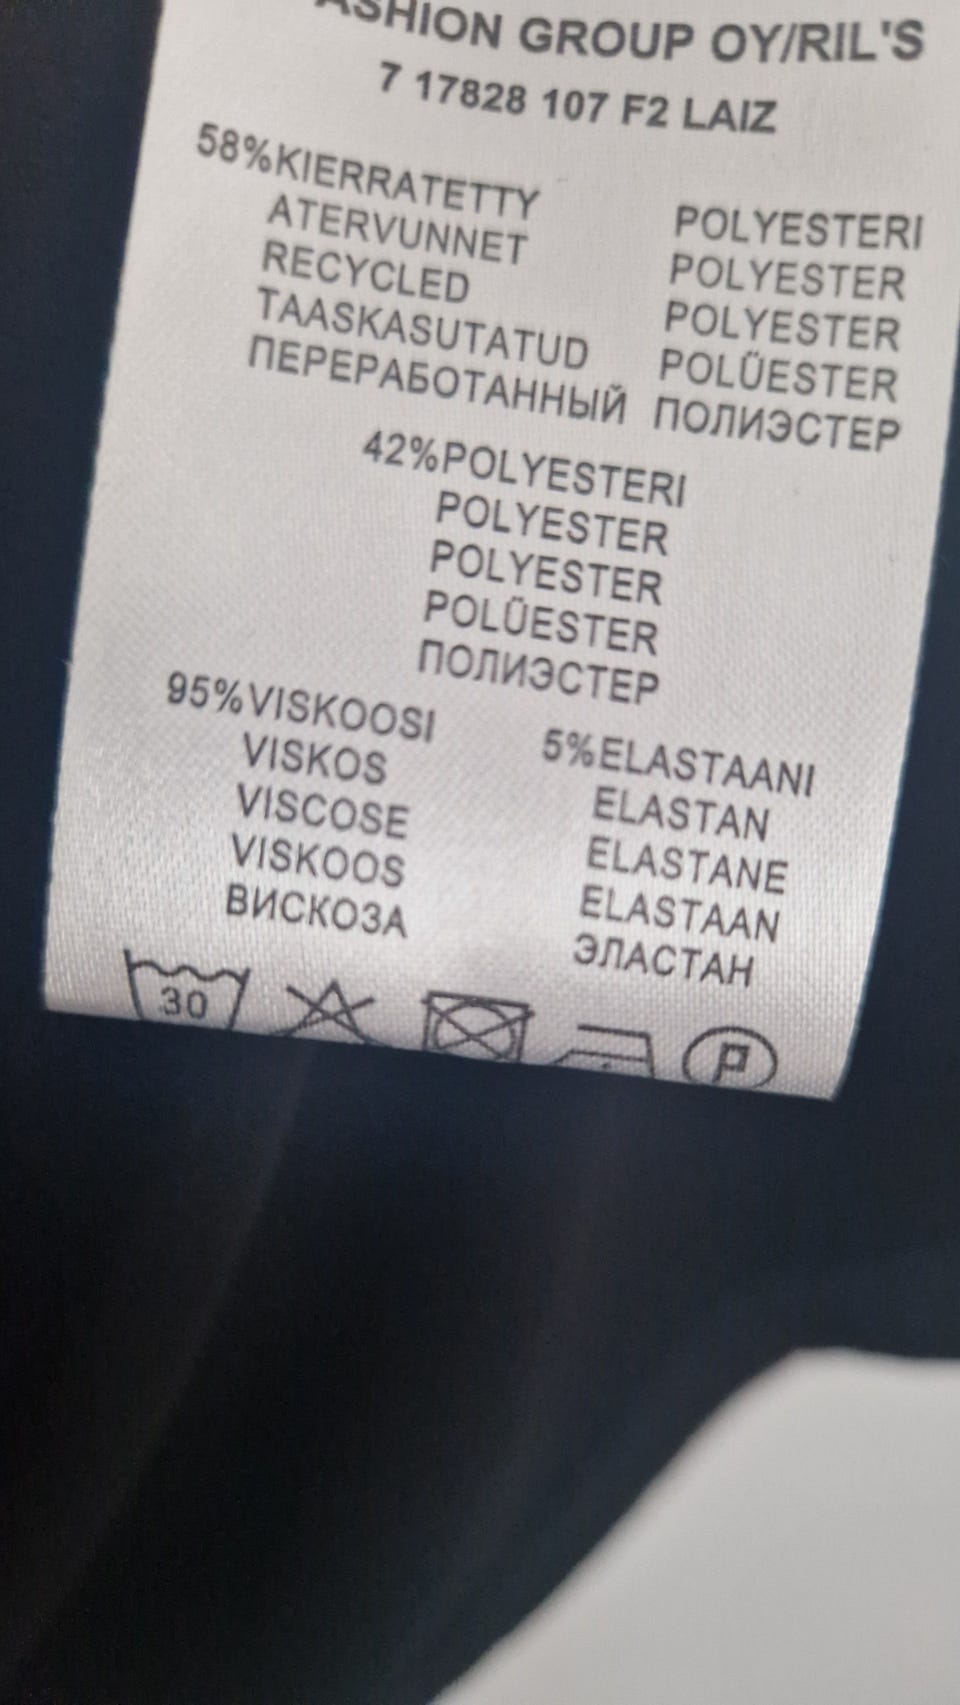 FASHION GROUP OY/RIL'S
7 17828 107 F2 LAIZ
58%KIERRATETTY POLYESTERI
ATERVUNNET POLYESTER
RECYCLED POLYESTER
TAASKASUTATUD POLÜESTER
ПЕРЕРАБОТАННЫЙ ПОЛИЭСТЕР
42%POLYESTERI
POLYESTER
POLYESTER
POLÜESTER
ПОЛИЭСТЕР
95%VISKOOSI 5%ELASTAANI
VISKOS ELASTAN
VISCOSE ELASTANE
VISKOOS ELASTAAN
ВИСКОЗА ЭЛАСТАН
30 P